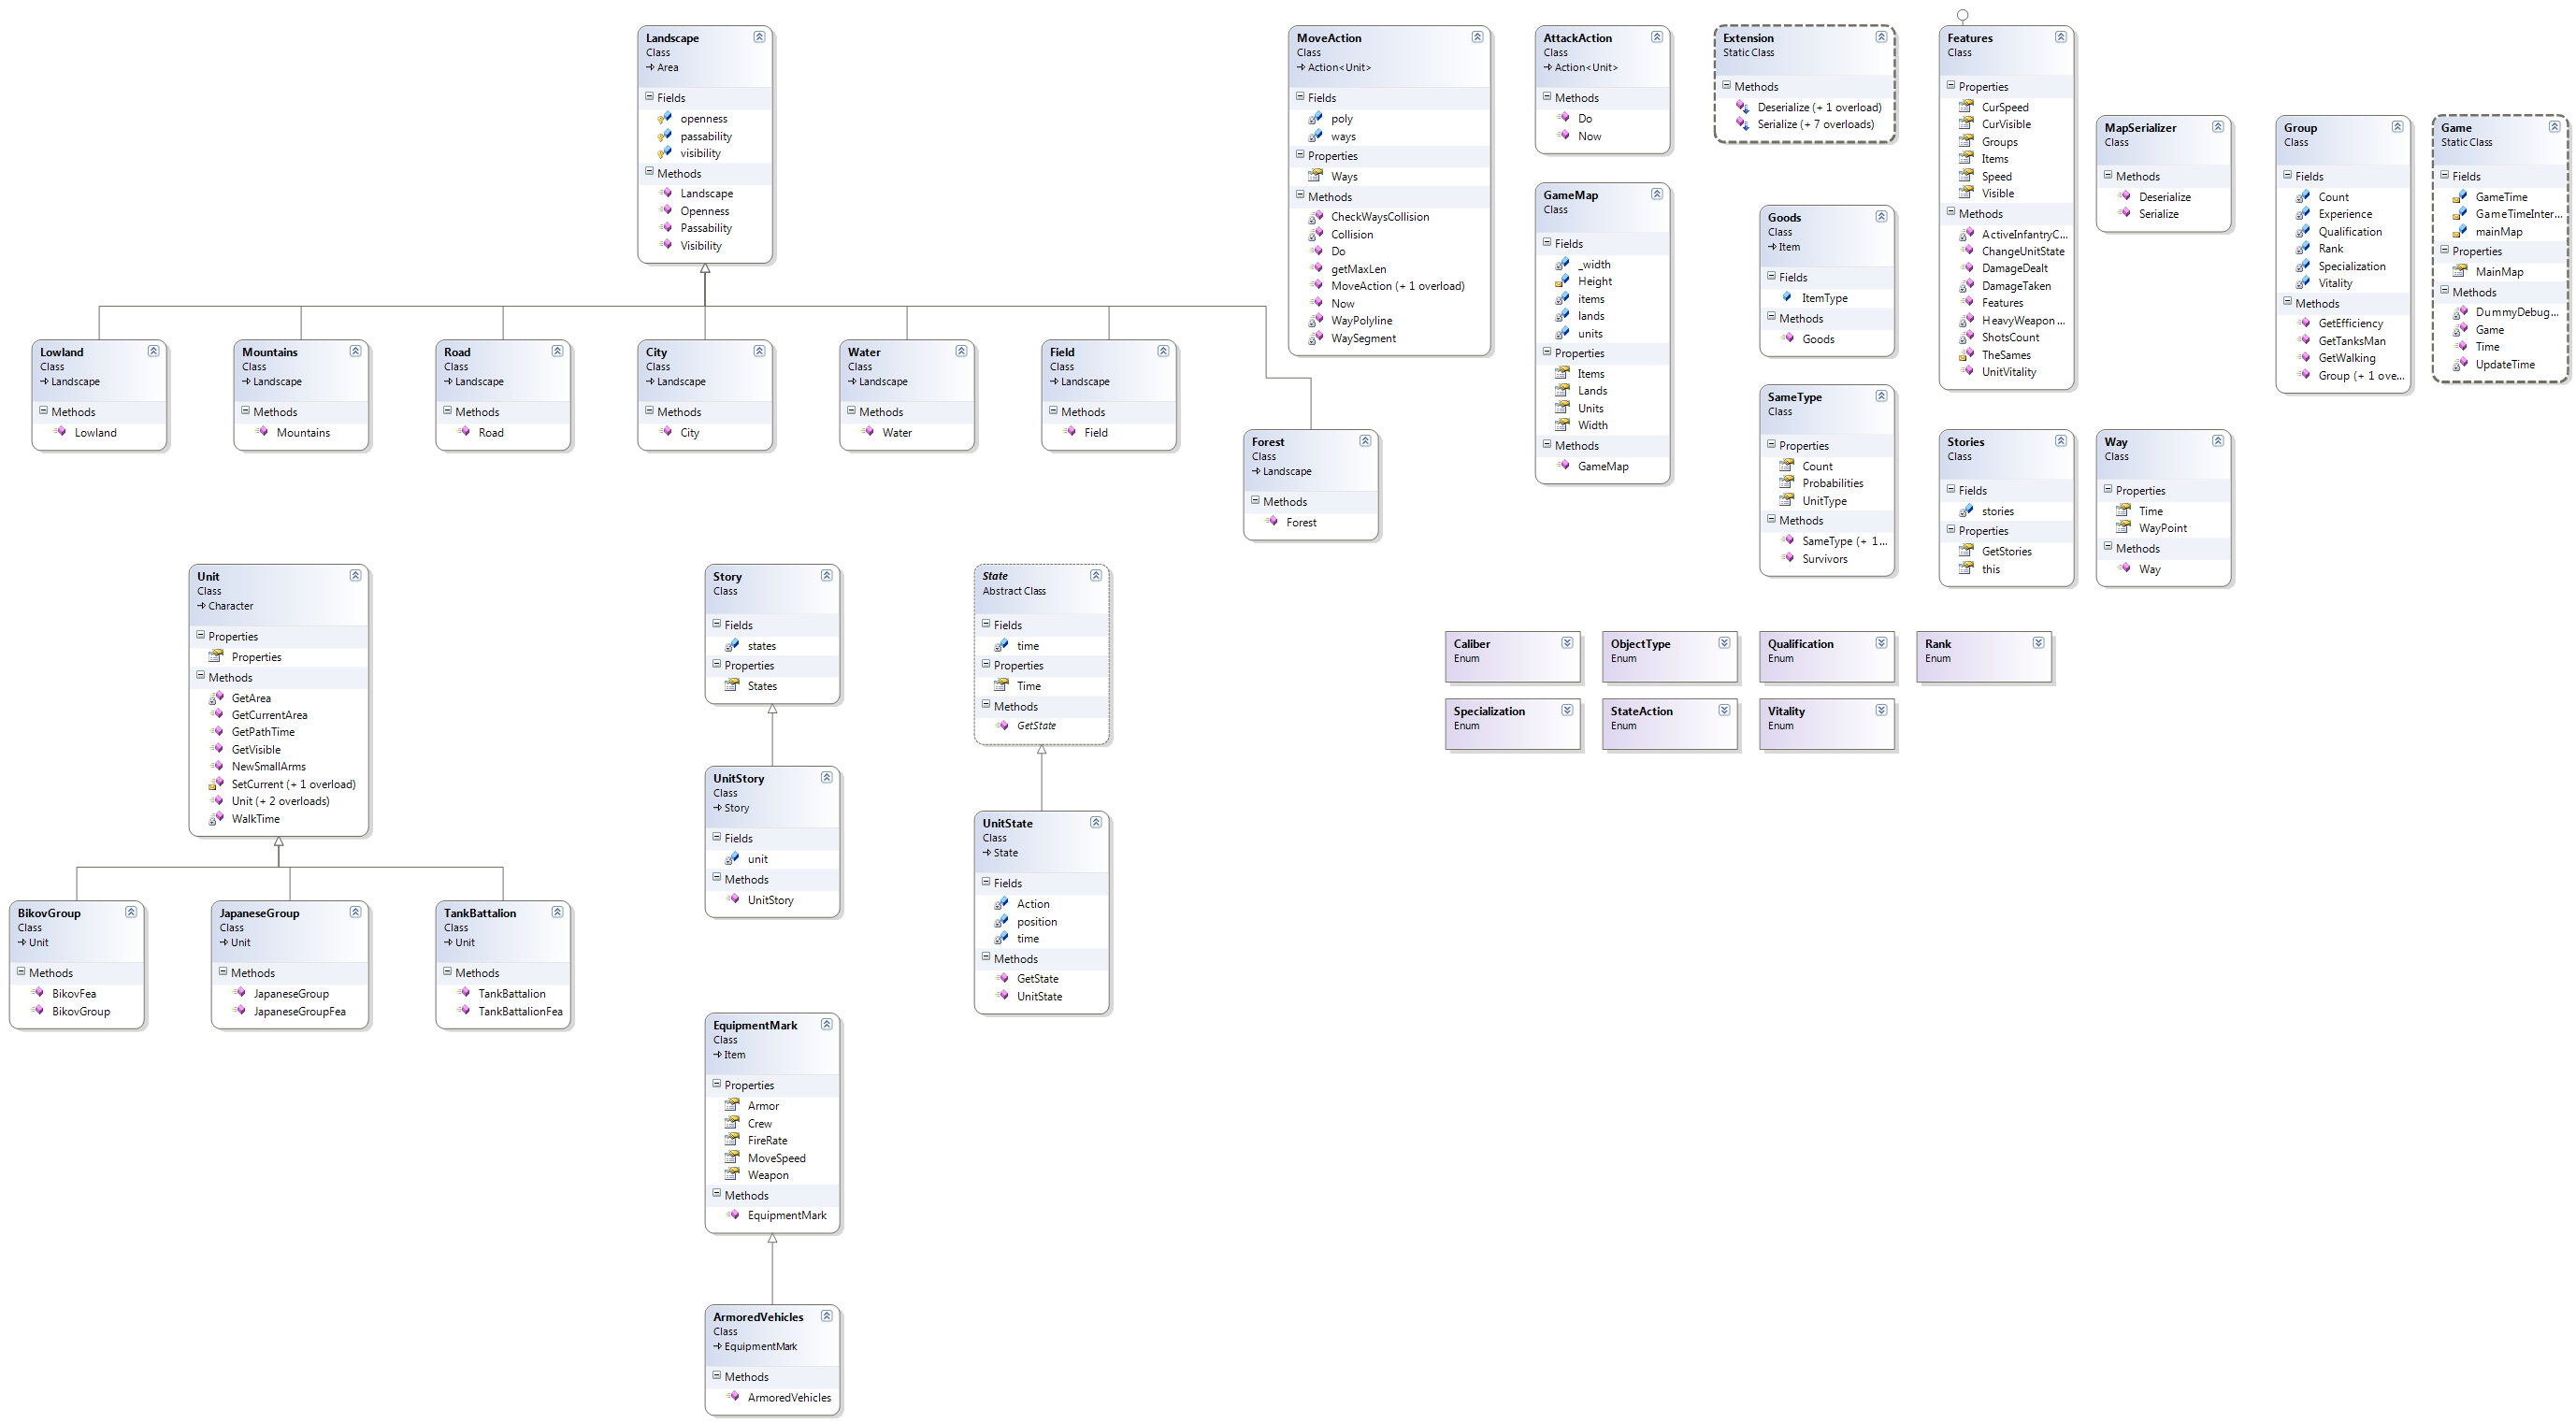 Landscape
Class
Area
Fields
openness
passability
visibility
Methods
Landscape
Openness
Passability
Visibility
Lowland
Class
Landscape
Methods
Lowland
Mountains
Class
Landscape
Methods
Mountains
Road
Class
Landscape
Methods
Road
City
Class
Landscape
Methods
City
Water
Class
Landscape
Methods
Water
Field
Class
Landscape
Methods
Field
Forest
Class
Landscape
Methods
Forest
MoveAction
Class
Action<Unit>
Fields
poly
ways
Properties
Ways
Methods
CheckWaysCollision
Collision
Do
getMaxLen
MoveAction (+ 1 overload)
Now
WayPolyline
WaySegment
AttackAction
Class
Action<Unit>
Methods
Do
Now
GameMap
Class
Fields
_width
Height
items
lands
units
Properties
Items
Lands
Units
Width
Methods
GameMap
Extension
Static Class
Methods
Deserialize (+ 1 overload)
Serialize (+ 7 overloads)
Goods
Class
Item
Fields
ItemType
Methods
Goods
SameType
Class
Properties
Count
Probabilities
UnitType
Methods
SameType (+ 1...
Survivors
Features
Class
Properties
CurSpeed
CurVisible
Groups
Items
Speed
Visible
Methods
ActiveInfantryC...
ChangeUnitState
DamageDealt
DamageTaken
Features
HeavyWeapon ...
ShotsCount
TheSames
UnitVitality
Stories
Class
Fields
stories
Properties
GetStories
this
MapSerializer
Class
Methods
Deserialize
Serialize
Way
Class
Properties
Time
WayPoint
Methods
Way
Group
Class
Fields
Count
Experience
Qualification
Rank
Specialization
Vitality
Methods
GetEfficiency
GetTanksMan
GetWalking
Group (+ 1 ove...
Game
Static Class
Fields
GameTime
GameTimeInter...
mainMap
Properties
MainMap
Methods
DummyDebug...
Game
Time
UpdateTime
Unit
Class
Character
Properties
Properties
Methods
GetArea
GetCurrentArea
GetPathTime
GetVisible
NewSmallArms
SetCurrent (+ 1 overload)
Unit (+ 2 overloads)
WalkTime
BikovGroup
Class
Unit
Methods
BikovFea
BikovGroup
JapaneseGroup
Class
Unit
Methods
JapaneseGroup
JapaneseGroupFea
TankBattalion
Class
Unit
Methods
TankBattalion
TankBattalionFea
Story
Class
Fields
states
Properties
States
UnitStory
Class
Story
Fields
unit
Methods
UnitStory
State
Abstract Class
Fields
time
Properties
Time
Methods
GetState
UnitState
Class
State
Fields
Action
position
time
Methods
GetState
UnitState
EquipmentMark
Class
Item
Properties
Armor
Crew
FireRate
MoveSpeed
Weapon
Methods
EquipmentMark
ArmoredVehicles
Class
EquipmentMark
Methods
ArmoredVehicles
Caliber
Enum
ObjectType
Enum
Qualification
Enum
Rank
Enum
Specialization
Enum
StateAction
Enum
Vitality
Enum